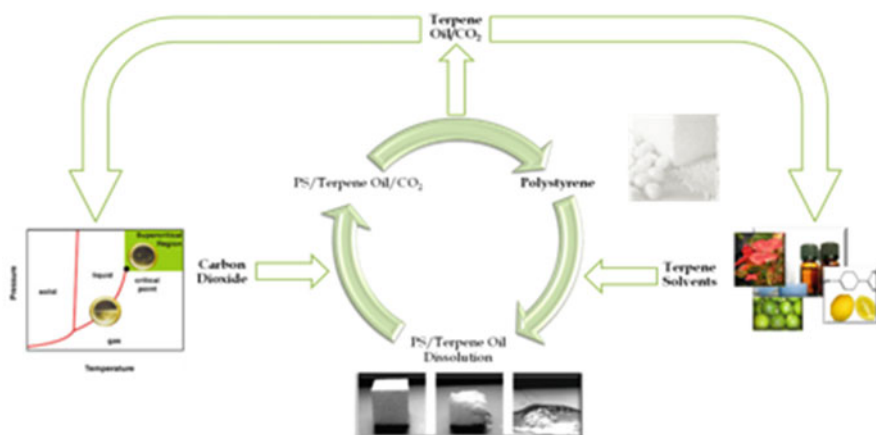 Terpene
Oil/CO₂
PS/Terpene Oil/CO₂
Polystyrene
Supercritical
Region
liquid
critical
point
solid
gas
Pressure
Temperature
Carbon
Dioxide
Terpene
Solvents
PS/Terpene Oil
Dissolution